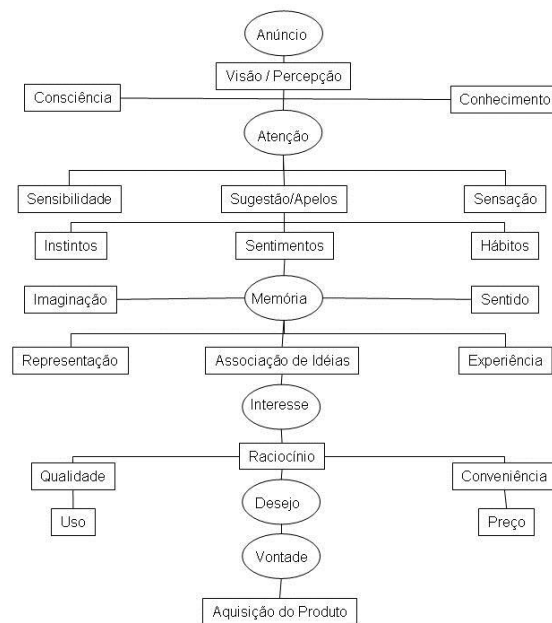 Anúncio
Visão / Percepção
Consciência
Conhecimento
Atenção
Sensibilidade
Sugestão/Apelos
Sensação
Instintos
Sentimentos
Hábitos
Imaginação
Memória
Sentido
Representação
Associação de Idéias
Experiência
Interesse
Raciocínio
Qualidade
Conveniência
Desejo
Uso
Preço
Vontade
Aquisição do Produto